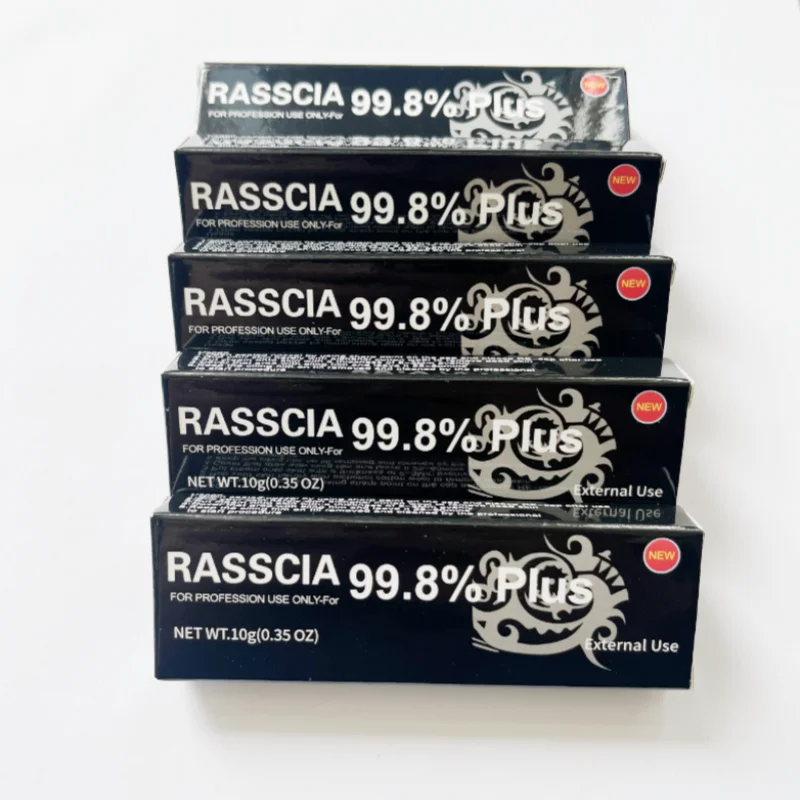 RASSCIA 99.8% Plus
NEW
FOR PROFESSION USE ONLY-For
RASSCIA 99.8% Plus
NEW
FOR PROFESSION USE ONLY-For
RASSCIA 99.8% Plus
NEW
FOR PROFESSION USE ONLY-For
RASSCIA 99.8% Plus
NEW
FOR PROFESSION USE ONLY-For
NET WT.10g(0.35 OZ)
External Use
RASSCIA 99.8% Plus
NEW
FOR PROFESSION USE ONLY-For
NET WT.10g(0.35 OZ)
External Use